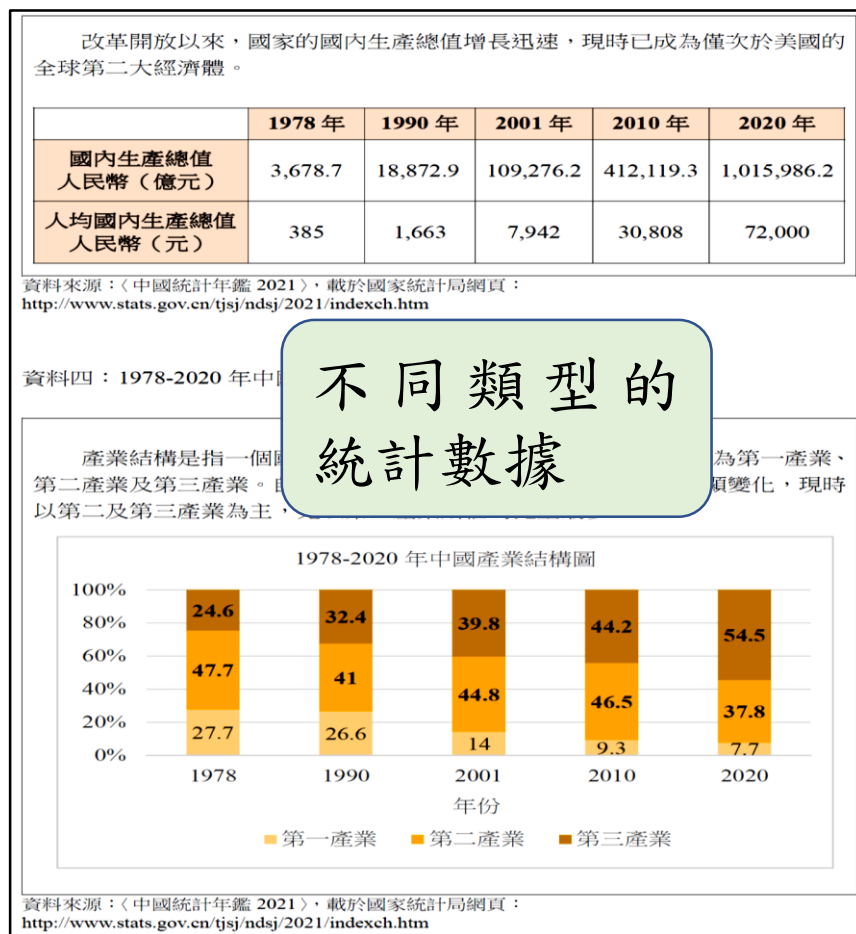 改革開放以來，國家的國內生產總值增長迅速，現時已成為僅次於美國的
全球第二大經濟體。
1978 年 1990 年 2001 年 2010 年 2020 年
國內生產總值
人民幣（億元） 3,678.7 18,872.9 109,276.2 412,119.3 1,015,986.2
人均國內生產總值
人民幣（元） 385 1,663 7,942 30,808 72,000
資料來源：〈中國統計年鑑 2021〉，載於國家統計局網頁：
http://www.stats.gov.cn/tjsj/ndsj/2021/indexch.htm
資料四：1978-2020 年中
不同類型的
統計數據
產業結構是指一個 為第一產業、
第二產業及第三產業。 顯變化，現時
以第二及第三產業為主，
1978-2020 年中國產業結構圖
100%
80%
60%
40%
20%
0%
24.6 32.4 39.8 44.2 54.5
47.7 41 44.8 46.5 37.8
27.7 26.6 14 9.3 7.7
1978 1990 2001 2010 2020
年份
第一產業 第二產業 第三產業
資料來源：〈中國統計年鑑 2021〉，載於國家統計局網頁：
http://www.stats.gov.cn/tjsj/ndsj/2021/indexch.htm